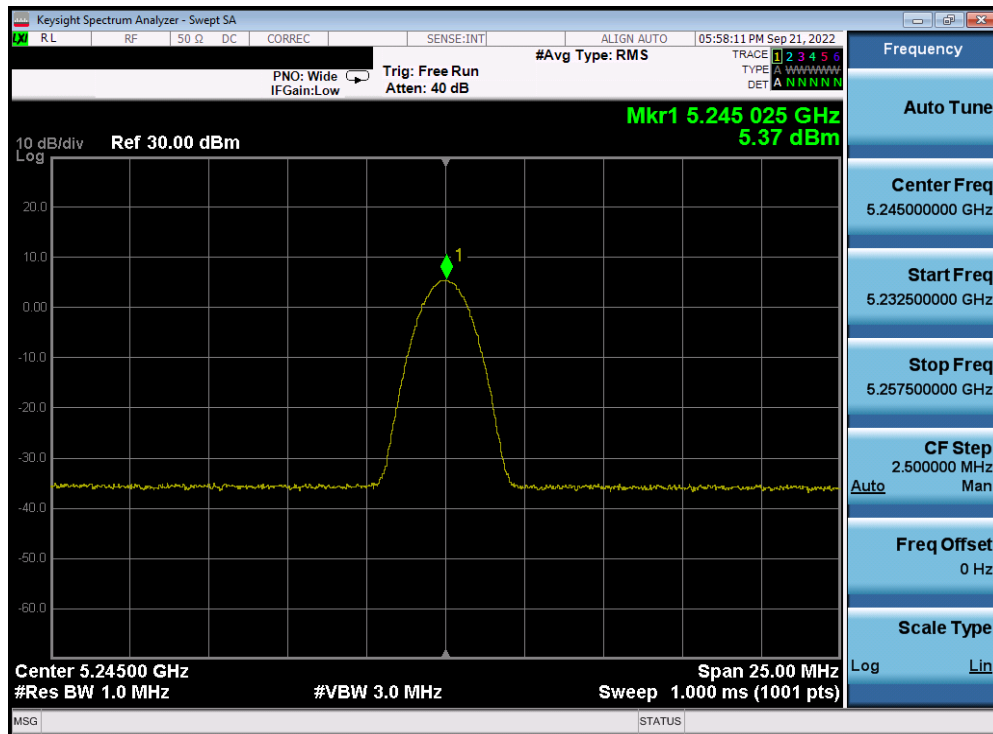 Keysight Spectrum Analyzer - Swept SA
LXI RL RF 50 Ω DC CORREC SENSE:INT ALIGN AUTO 05:58:11 PM Sep 21, 2022
PNO: Wide
IFGain:Low
Trig: Free Run
Atten: 40 dB
#Avg Type: RMS
TRACE 1 2 3 4 5 6
TYPE A WWWWW
DET A N N N N N
Mkr1 5.245 025 GHz
5.37 dBm
10 dB/div
Log
Ref 30.00 dBm
1
20.0
10.0
0.00
-10.0
-20.0
-30.0
-40.0
-50.0
-60.0
Center 5.24500 GHz
#Res BW 1.0 MHz
#VBW 3.0 MHz
Span 25.00 MHz
Sweep 1.000 ms (1001 pts)
MSG
STATUS
Frequency
Auto Tune
Center Freq
5.245000000 GHz
Start Freq
5.232500000 GHz
Stop Freq
5.257500000 GHz
CF Step
2.500000 MHz
Auto Man
Freq Offset
0 Hz
Scale Type
Log Lin